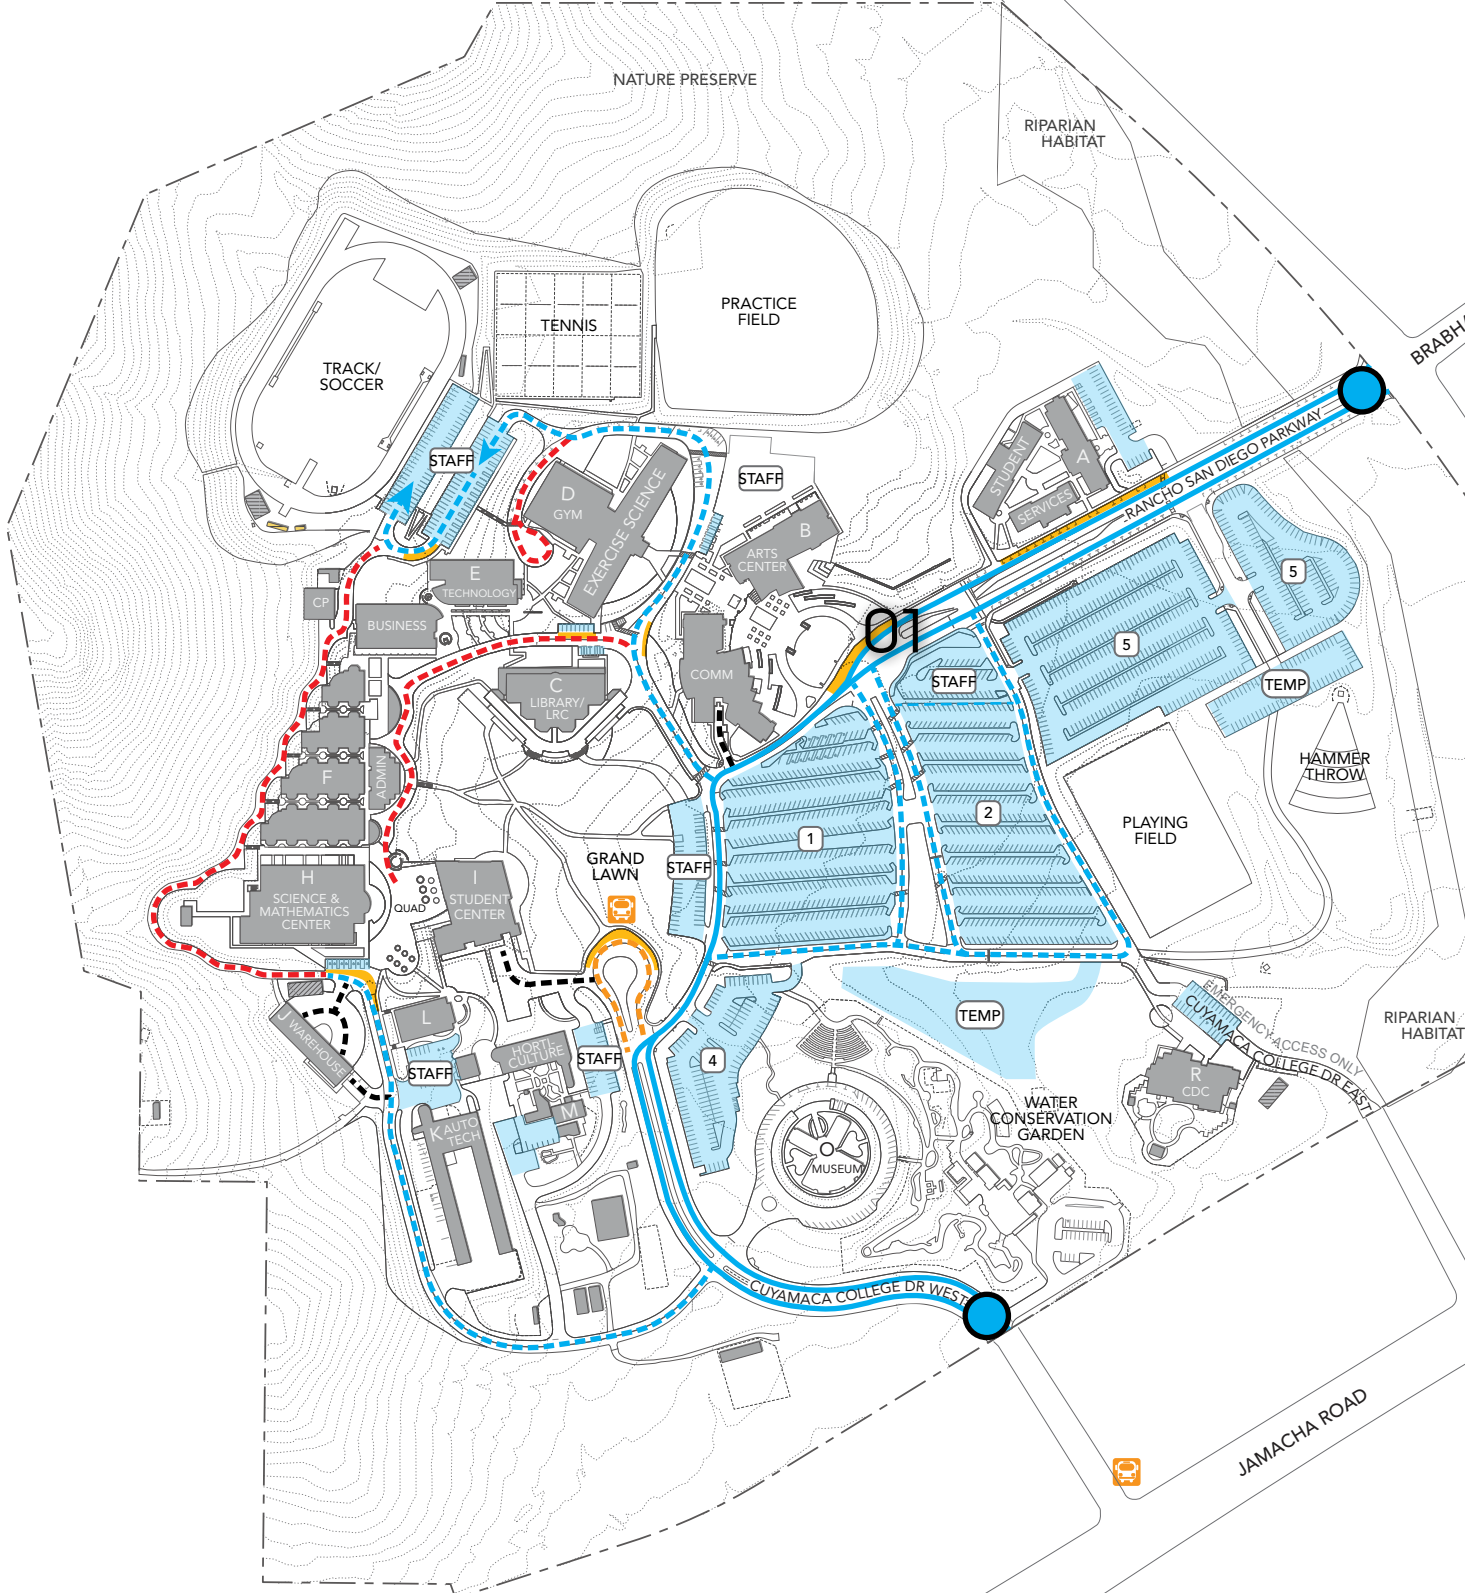 NATURE PRESERVE
RIPARIAN
HABITAT
PRACTICE
FIELD
TENNIS
TRACK/
SOCCER
STAFF
STAFF
STUDENT
A
SERVICES
RANCHO SAN DIEGO PARKWAY
D
GYM
EXERCISE SCIENCE
B
ARTS
CENTER
E
TECHNOLOGY
CP
BUSINESS
01
5
5
COMM
C
LIBRARY/
LRC
STAFF
TEMP
HAMMER
THROW
F
ADMIN
1
2
PLAYING
FIELD
GRAND
LAWN
STAFF
H
SCIENCE &
MATHEMATICS
CENTER
QUAD
I
STUDENT
CENTER
J WAREHOUSE
L
HORTI-
CULTURE
STAFF
STAFF
4
TEMP
EMERGENCY ACCESS ONLY
CUYAMACA COLLEGE DR EAST
RIPARIAN
HABITAT
R
CDC
K AUTO
TECH
M
WATER
CONSERVATION
GARDEN
MUSEUM
CUYAMACA COLLEGE DR WEST
JAMACHA ROAD